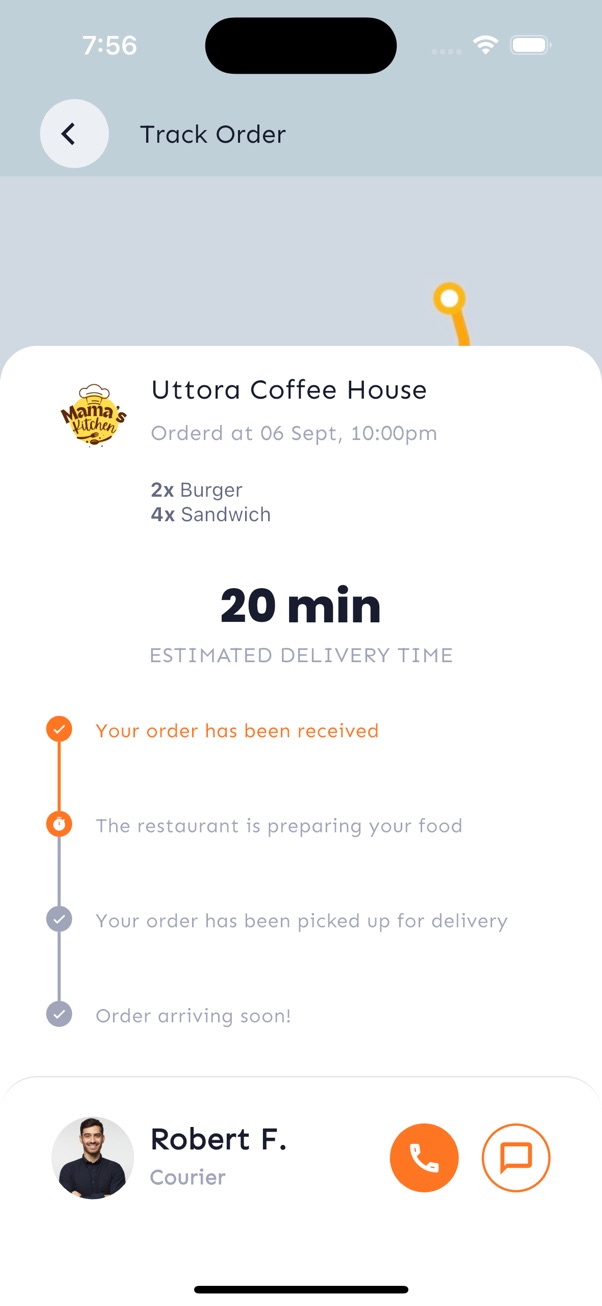 7:56
Track Order
Uttora Coffee House
Mama's
Kitchen
Orderd at 06 Sept, 10:00pm
2x Burger
4x Sandwich
20 min
ESTIMATED DELIVERY TIME
Your order has been received
The restaurant is preparing your food
Your order has been picked up for delivery
Order arriving soon!
Robert F.
Courier